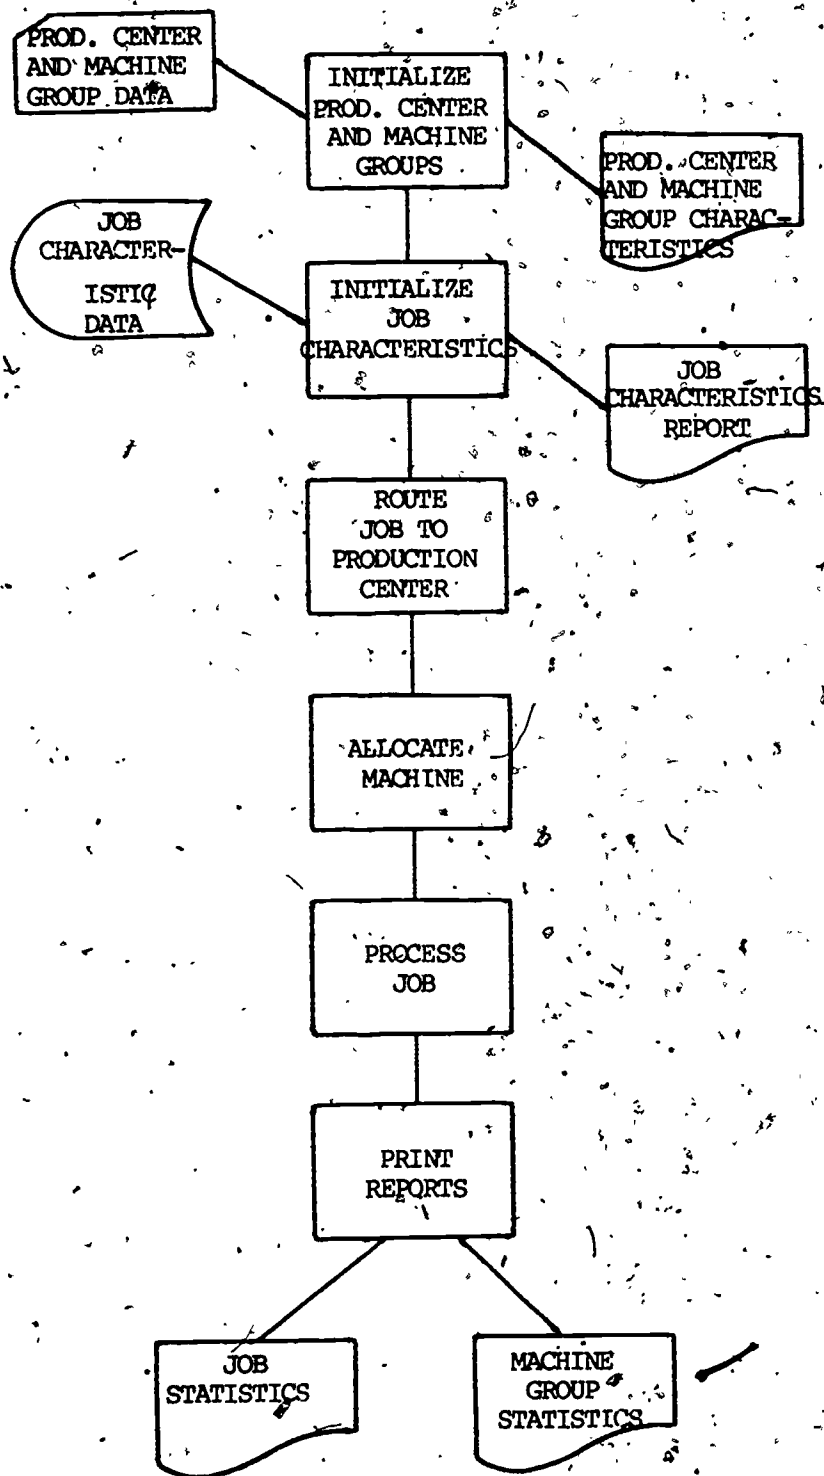 PROD. CENTER
AND MACHINE
GROUP DATA
INITIALIZE
PROD. CENTER
AND MACHINE
GROUPS
PROD. CENTER
AND MACHINE
GROUP CHARAC-
TERISTICS
JOB
CHARACTER-
ISTIC
DATA
INITIALIZE
JOB
CHARACTERISTICS
JOB
CHARACTERISTICS
REPORT
ROUTE
JOB TO
PRODUCTION
CENTER
ALLOCATE
MACHINE
PROCESS
JOB
PRINT
REPORTS
JOB
STATISTICS
MACHINE
GROUP
STATISTICS